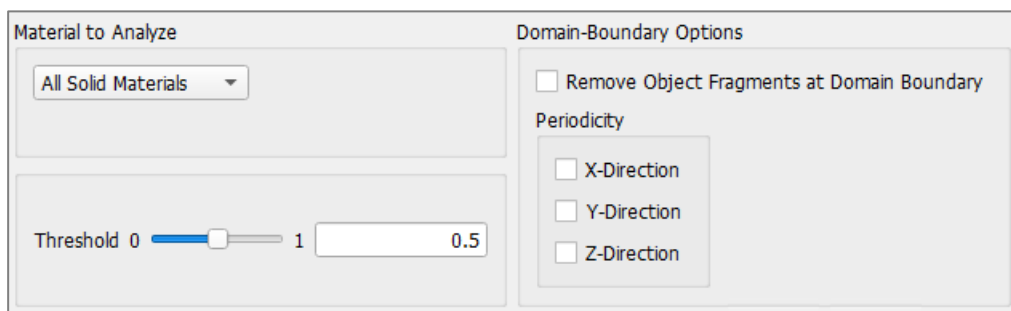 Material to Analyze
All Solid Materials
Threshold 0 1 0.5
Domain-Boundary Options
Remove Object Fragments at Domain Boundary
Periodicity
X-Direction
Y-Direction
Z-Direction